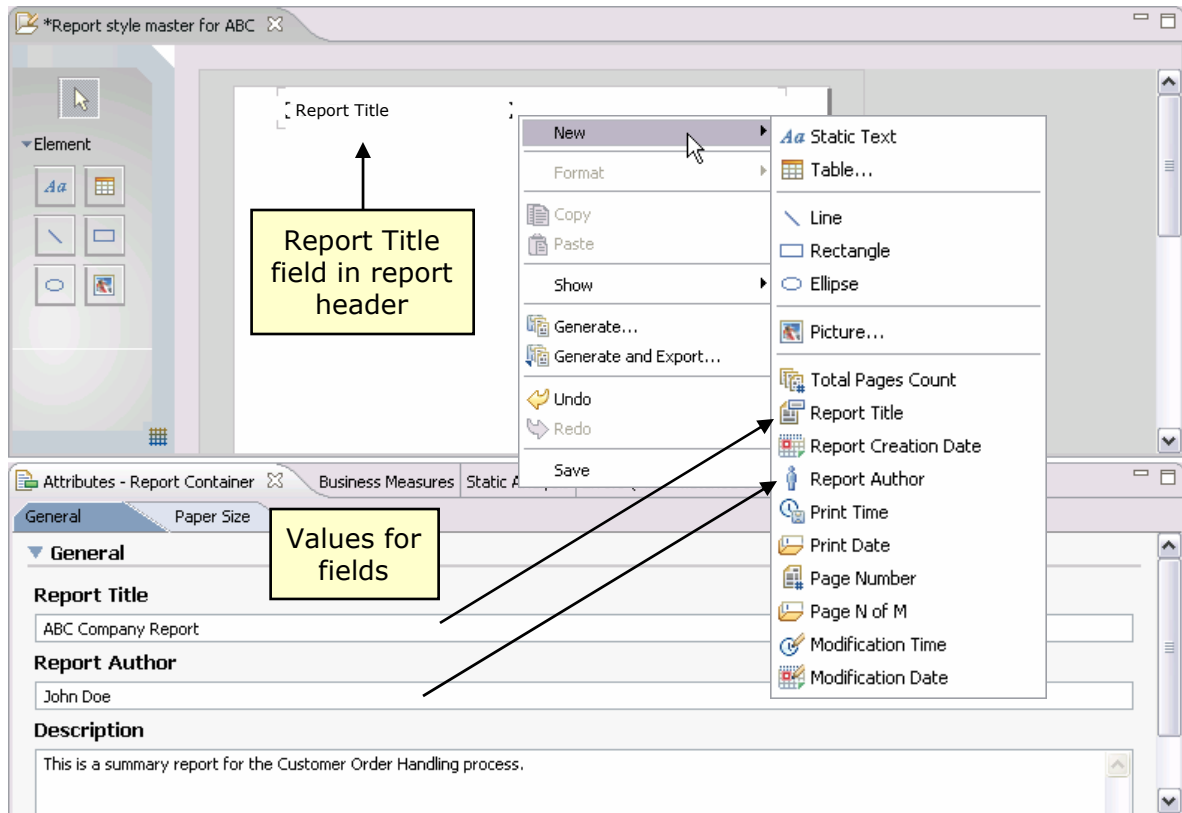 *Report style master for ABC
Element
Aa
Report Title
Report Title
field in report
header
New
Format
Copy
Paste
Show
Generate...
Generate and Export...
Undo
Redo
Save
Aa Static Text
Table...
Line
Rectangle
Ellipse
Picture...
Total Pages Count
Report Title
Report Creation Date
Report Author
Print Time
Print Date
Page Number
Page N of M
Modification Time
Modification Date
Attributes - Report Container
Business Measures
Static
General
Paper Size
Values for
fields
General
Report Title
ABC Company Report
Report Author
John Doe
Description
This is a summary report for the Customer Order Handling process.